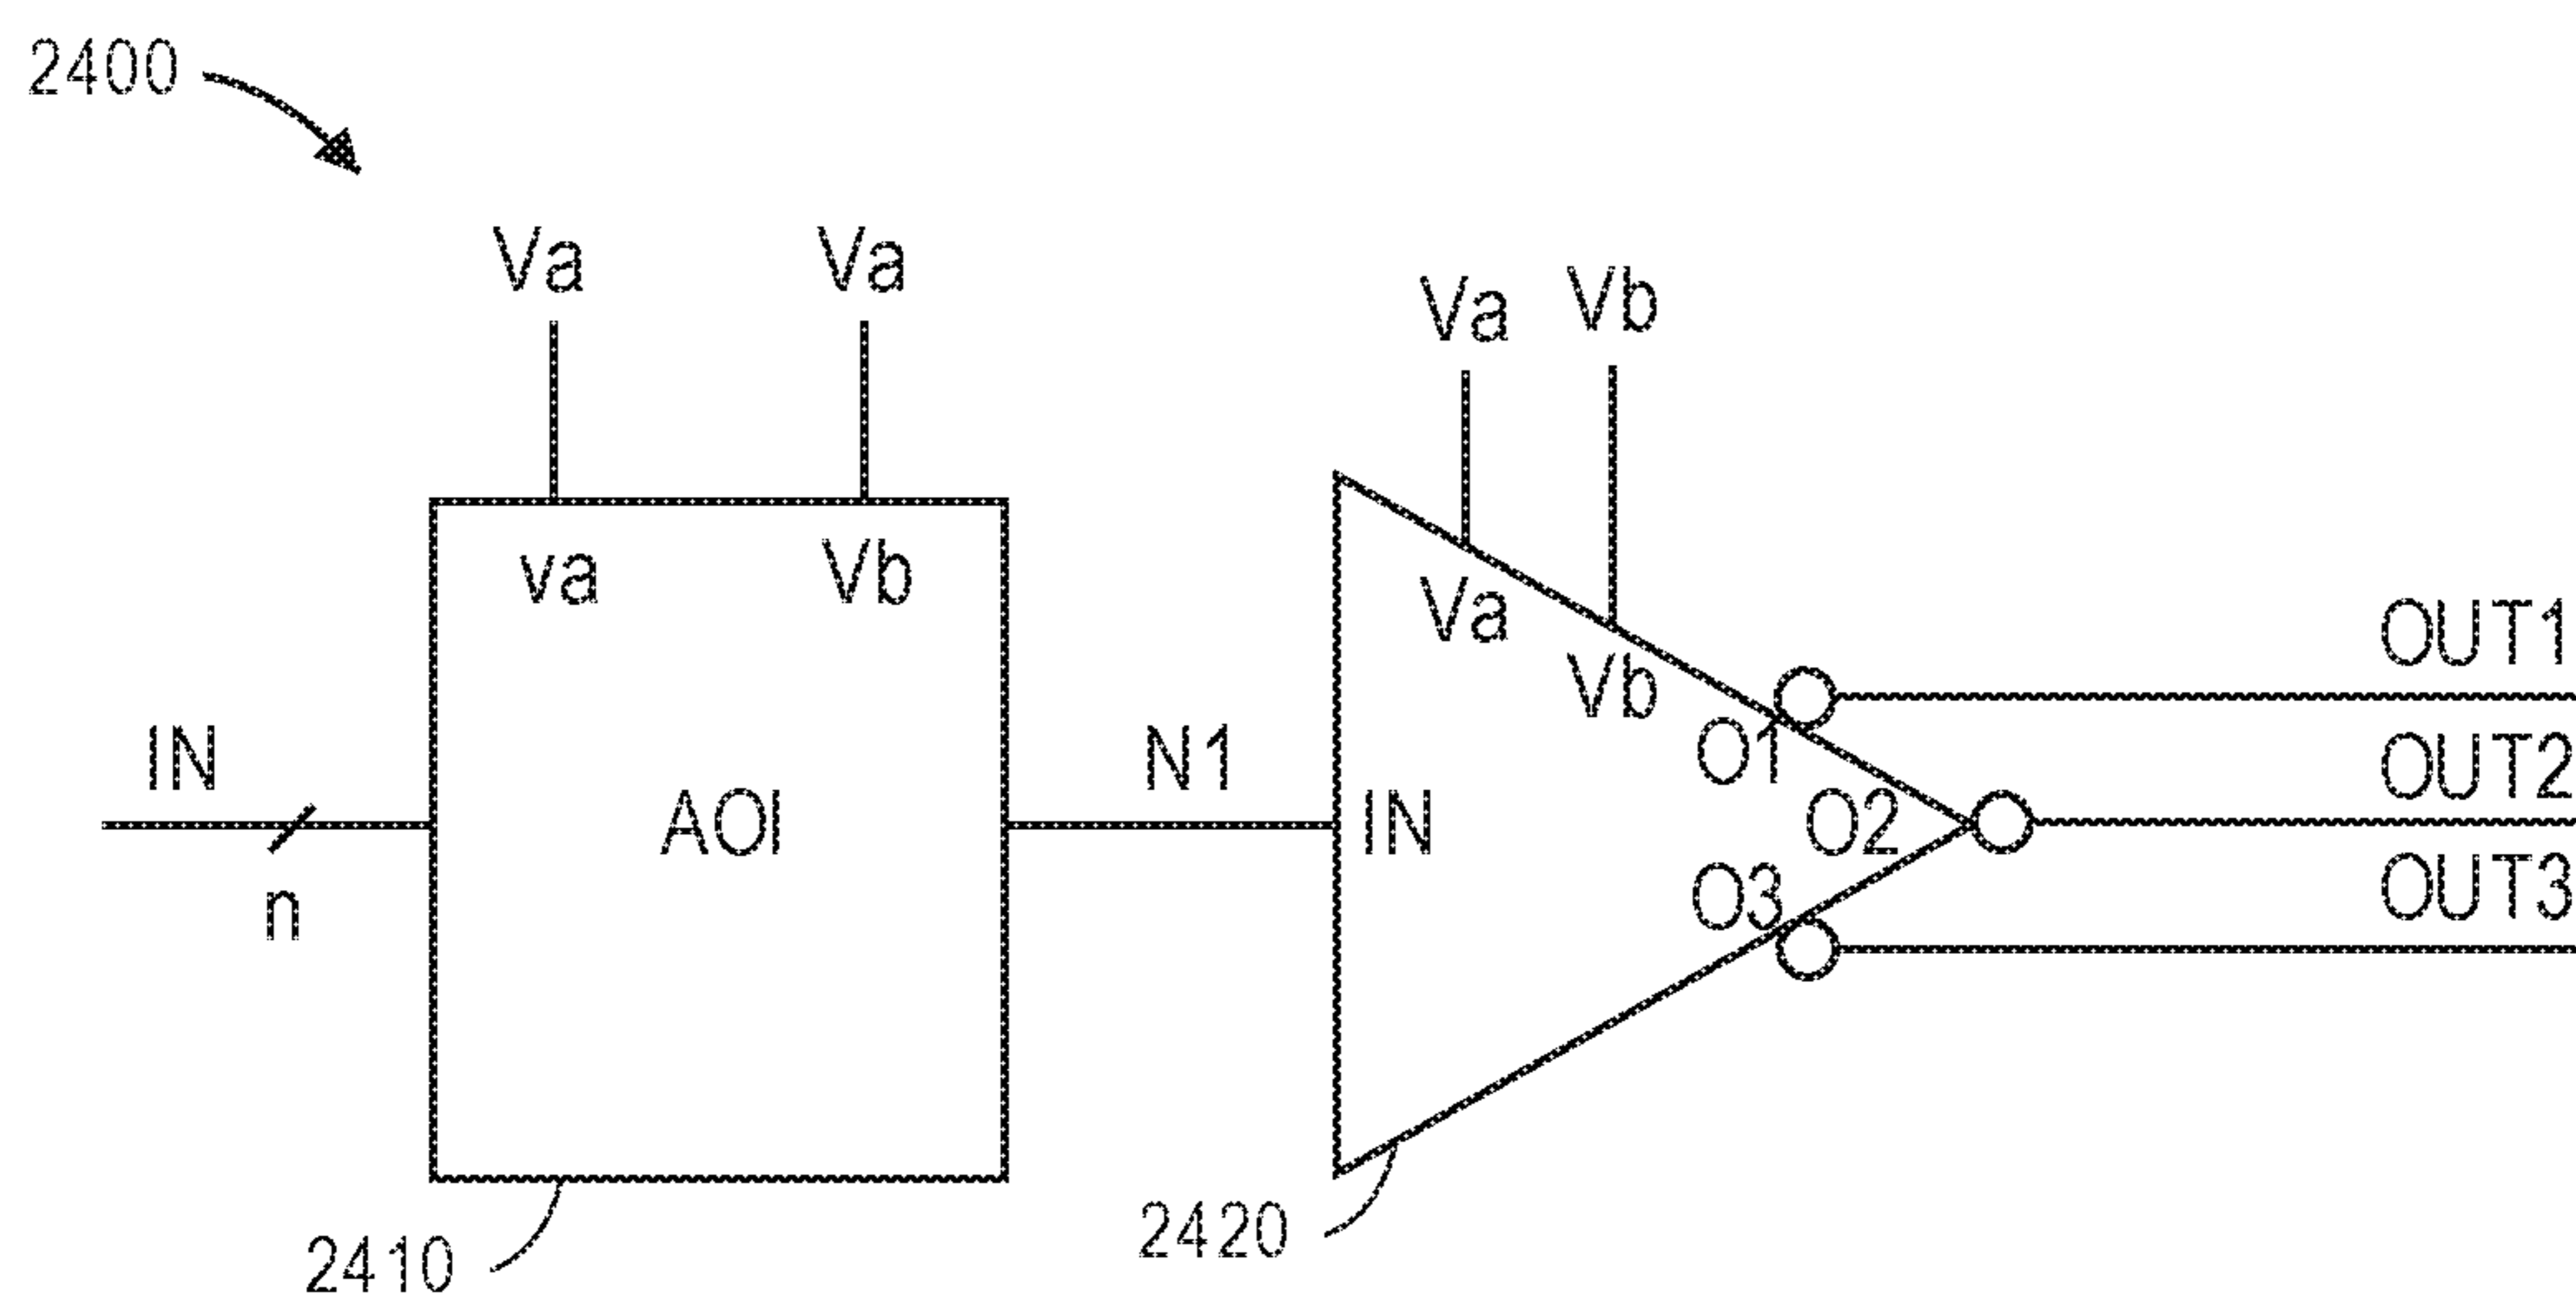 2400
Va
Va
Va
Vb
va
Vb
Va
Vb
OUT1
IN
N1
O1
OUT2
AOI
IN
O2
n
O3
OUT3
2410
2420